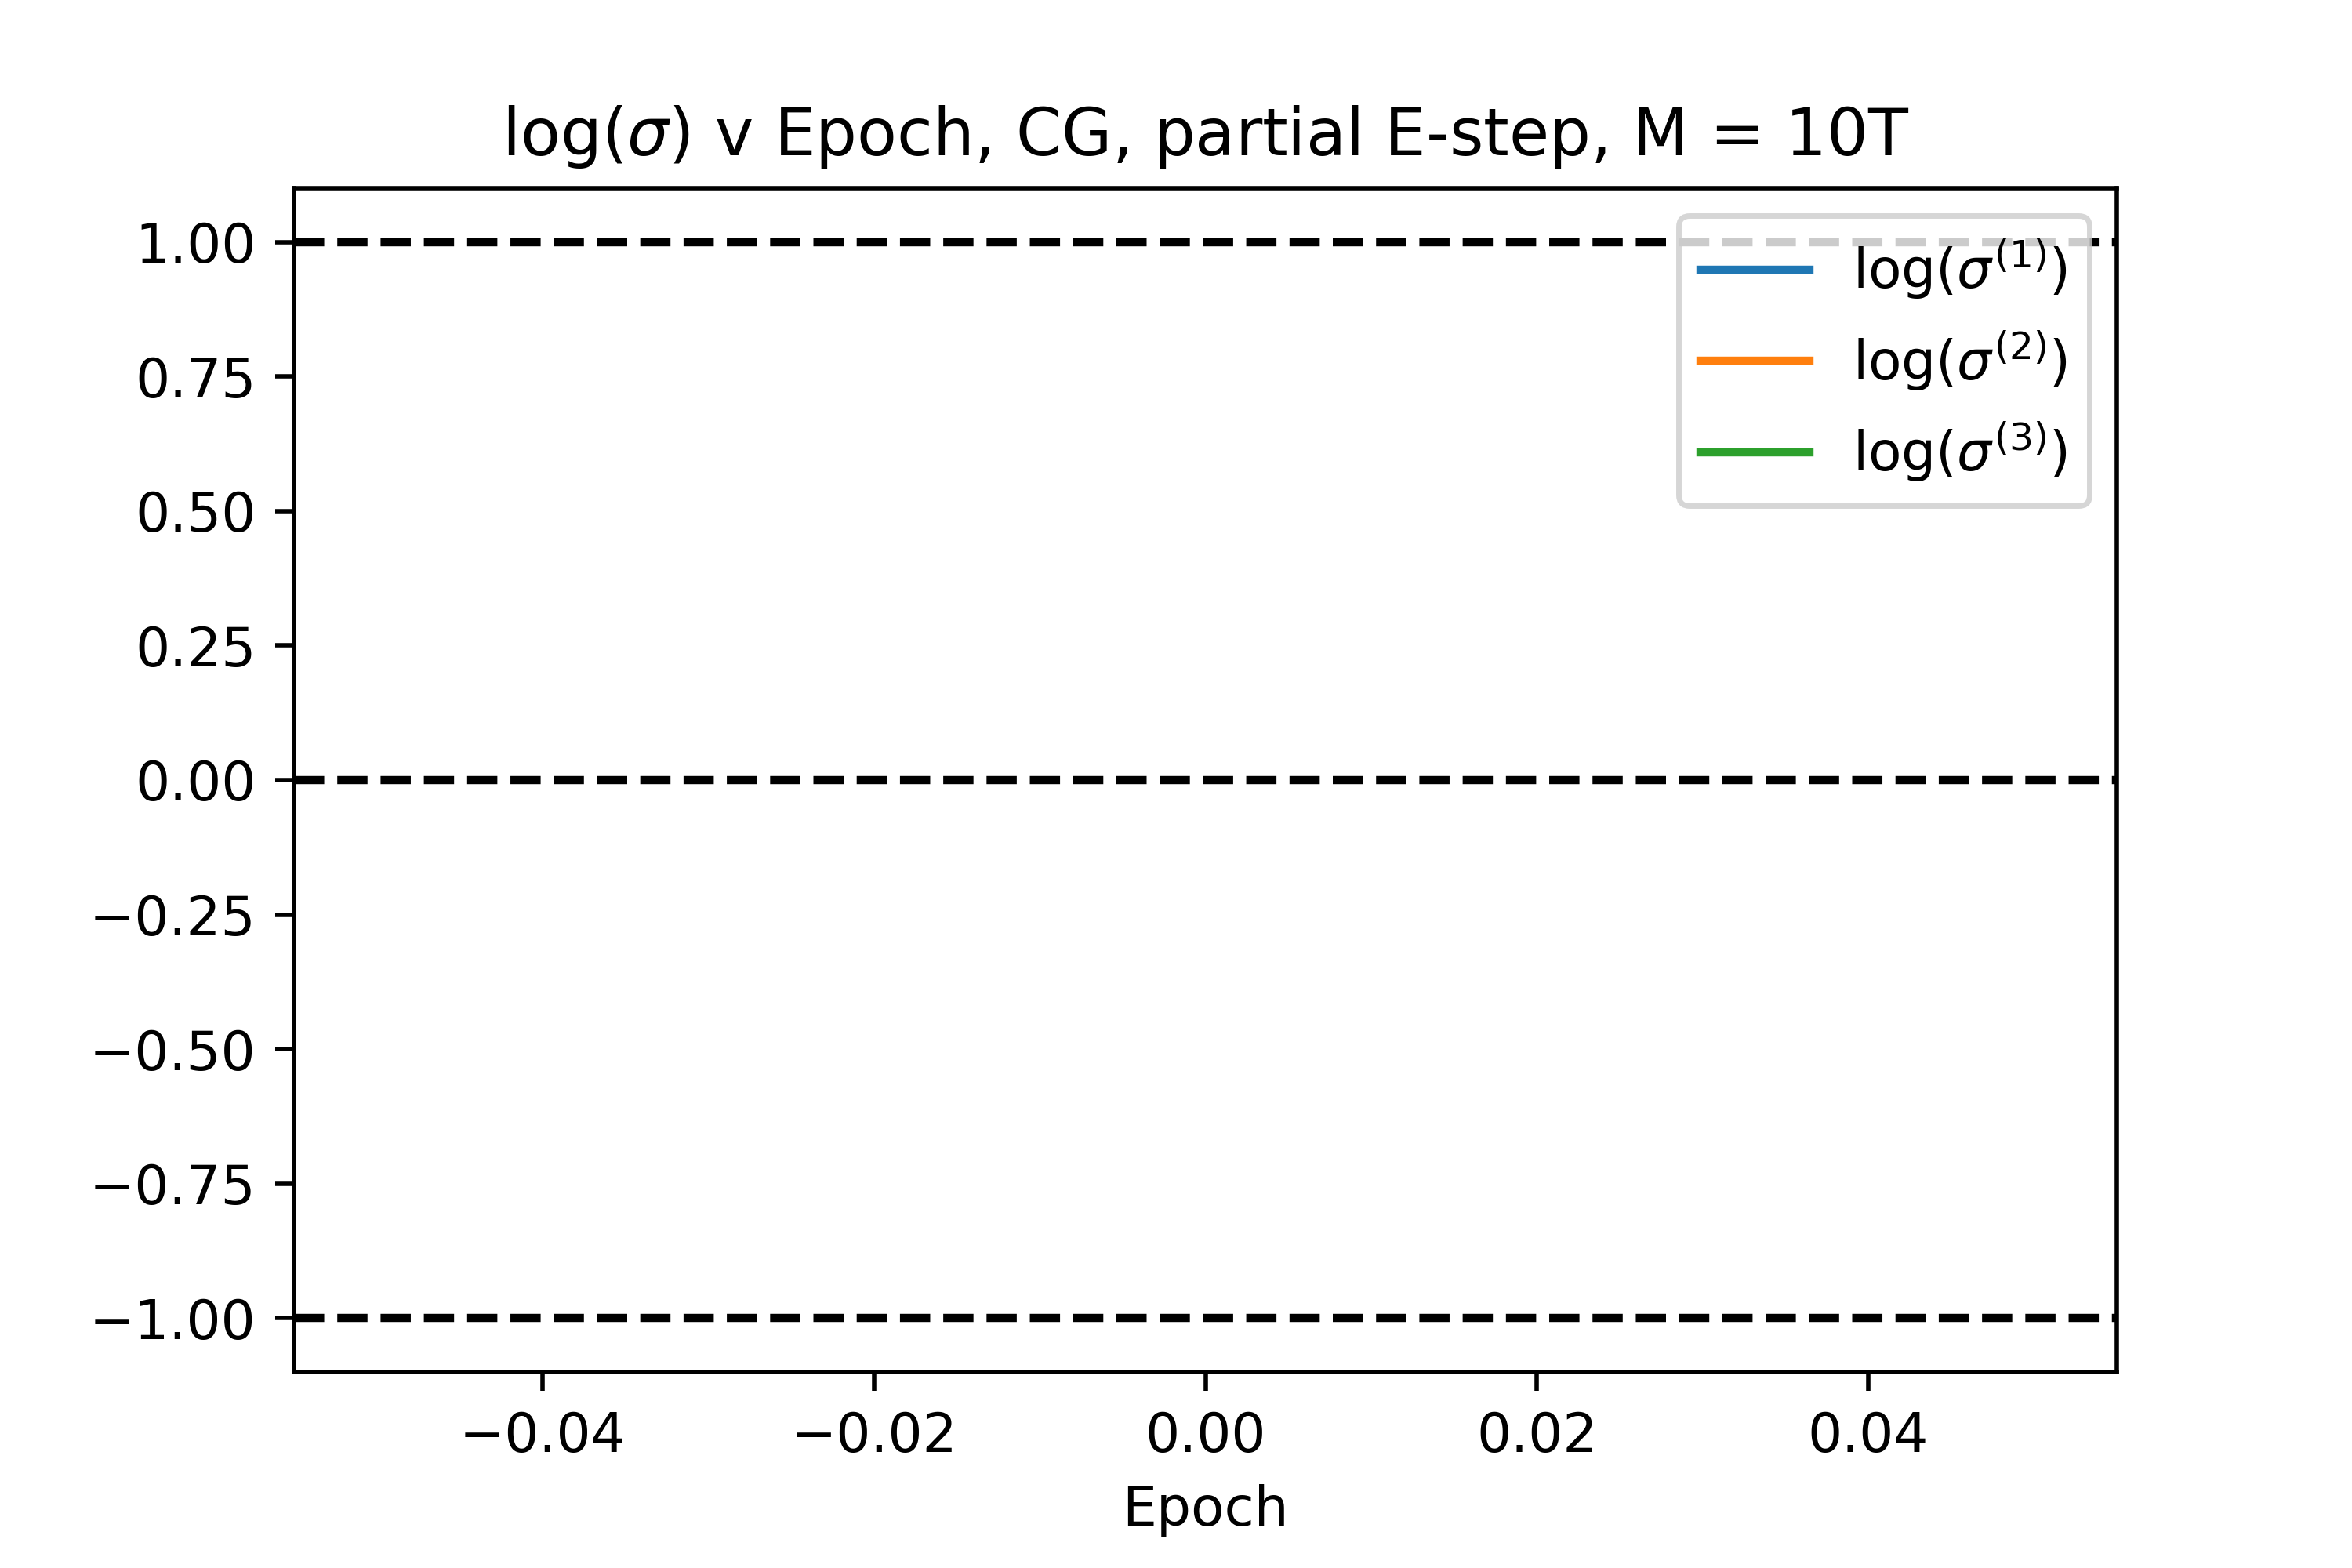 log(σ) v Epoch, CG, partial E-step, M = 10T
1.00
0.75
0.50
0.25
0.00
−0.25
−0.50
−0.75
−1.00
log(σ⁽¹⁾)
log(σ⁽²⁾)
log(σ⁽³⁾)
−0.04 −0.02 0.00 0.02 0.04
Epoch